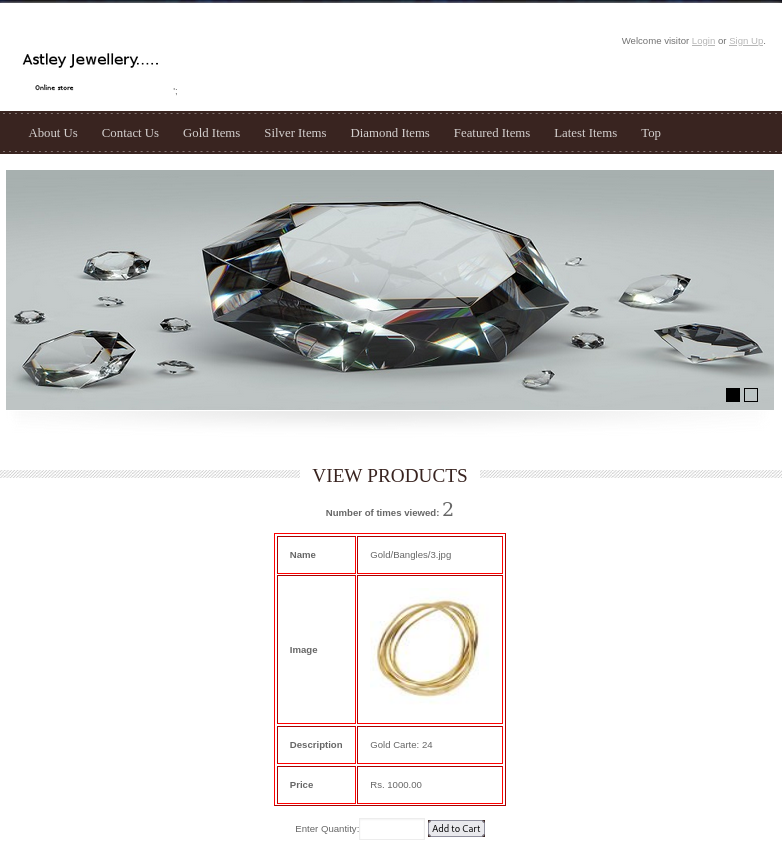 Welcome visitor Login or Sign Up.
Astley Jewellery.....
Online store
';
About Us Contact Us Gold Items Silver Items Diamond Items Featured Items Latest Items Top
VIEW PRODUCTS
Number of times viewed: 2
Name Gold/Bangles/3.jpg
Image
Description Gold Carte: 24
Price Rs. 1000.00
Enter Quantity: Add to Cart